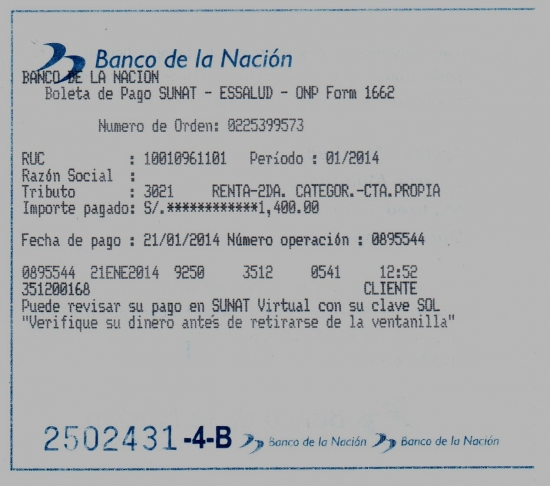 Banco de la Nación
BANCO DE LA NACION
Boleta de Pago SUNAT - ESSALUD - ONP Form 1662
Numero de Orden: 0225399573
RUC : 10010961101 Período : 01/2014
Razón Social :
Tributo : 3021 RENTA-2DA. CATEGOR.-CTA.PROPIA
Importe pagado: S/.************1,400.00
Fecha de pago : 21/01/2014 Número operación : 0895544
0895544 21ENE2014 9250 3512 0541 12:52
351200168 CLIENTE
Puede revisar su pago en SUNAT Virtual con su clave SOL
"Verifique su dinero antes de retirarse de la ventanilla"
2502431-4-B Banco de la Nación Banco de la Nación